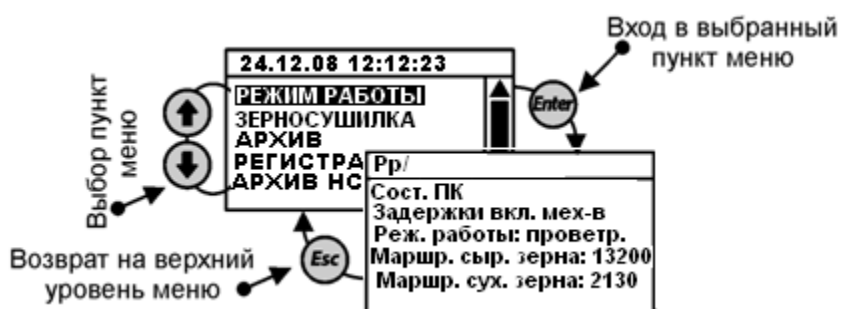 Вход в выбранный
пункт меню
24.12.08 12:12:23
РЕЖИМ РАБОТЫ
ЗЕРНОСУШИЛКА
АРХИВ
РЕГИСТРА
АРХИВ НС
Enter
Выбор пункт
меню
Pp/
Сост. ПК
Задержки вкл. мех-в
Реж. работы: проветр.
Маршр. сыр. зерна: 13200
Маршр. сух. зерна: 2130
Esc
Возврат на верхний
уровень меню